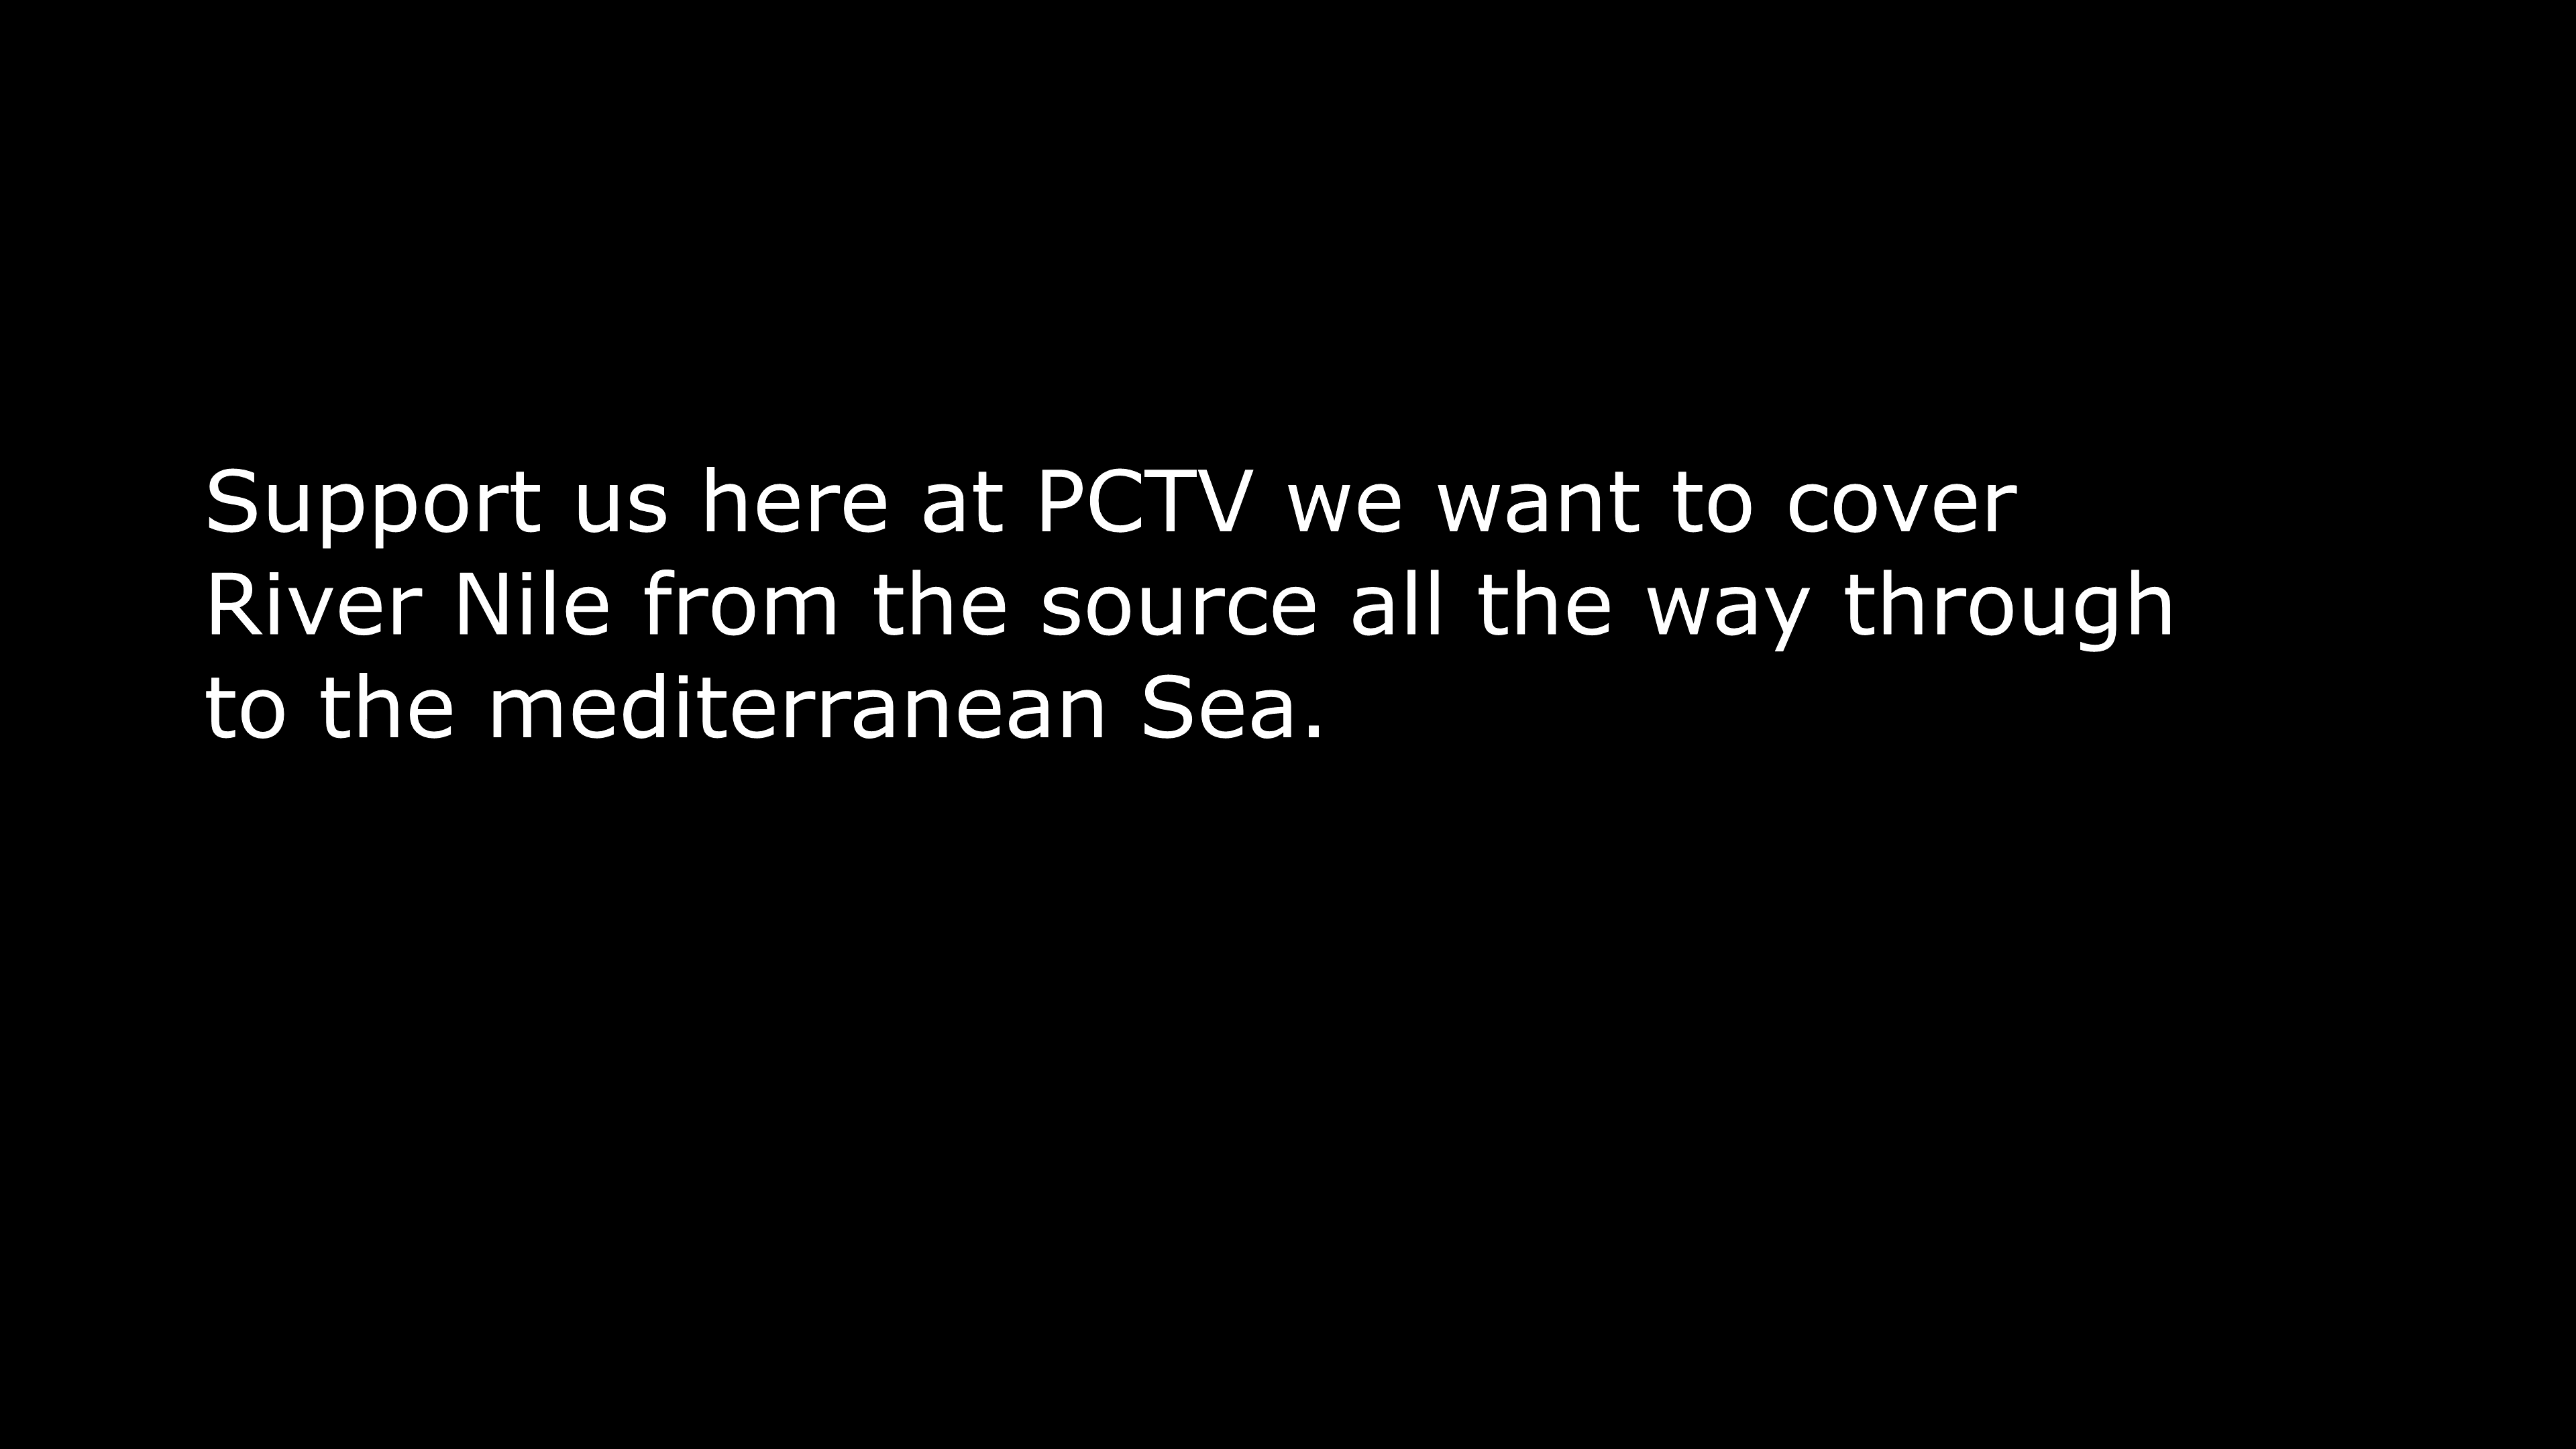 Support us here at PCTV we want to cover
River Nile from the source all the way through
to the mediterranean Sea.